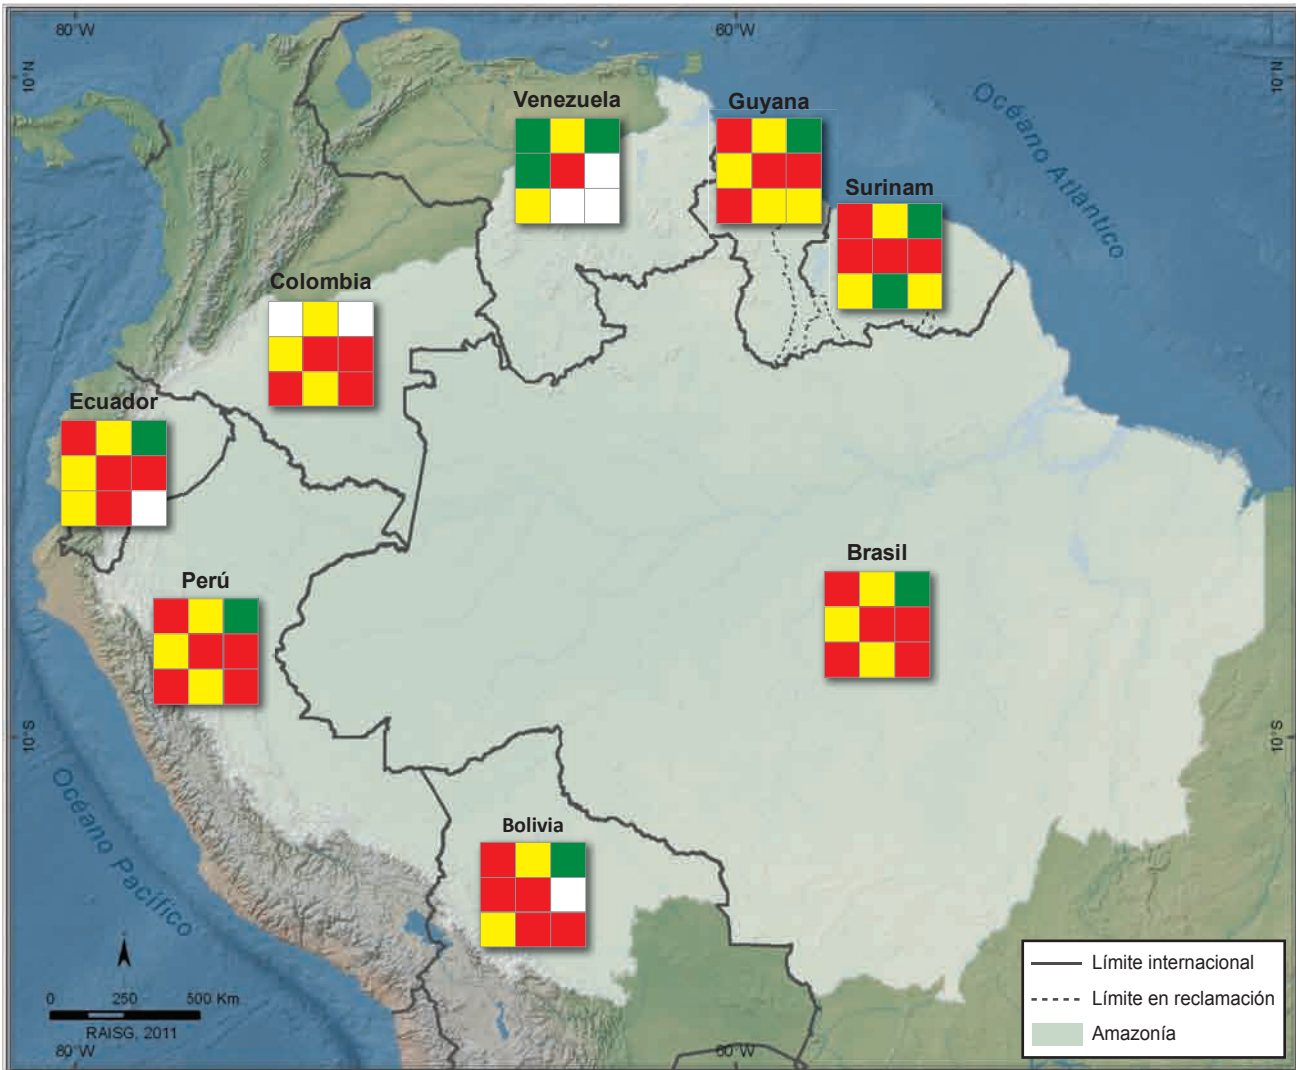 80°W
60°W
10°N
10°N
Océano Atlántico
Venezuela
Guyana
Surinam
Colombia
Ecuador
Perú
Brasil
10°S
10°S
Océano Pacífico
Bolivia
0 250 500 Km
RAISG, 2011
80°W
60°W
Límite internacional
Límite en reclamación
Amazonía